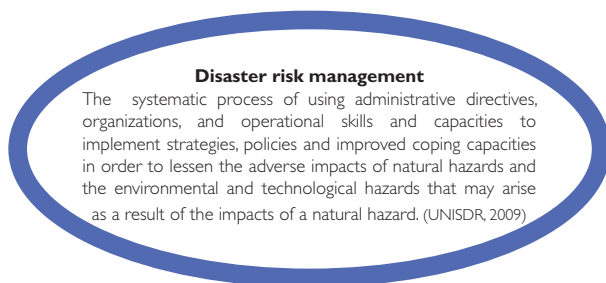 Disaster risk management
The systematic process of using administrative directives,
organizations, and operational skills and capacities to
implement strategies, policies and improved coping capacities
in order to lessen the adverse impacts of natural hazards and
the environmental and technological hazards that may arise
as a result of the impacts of a natural hazard. (UNISDR, 2009)